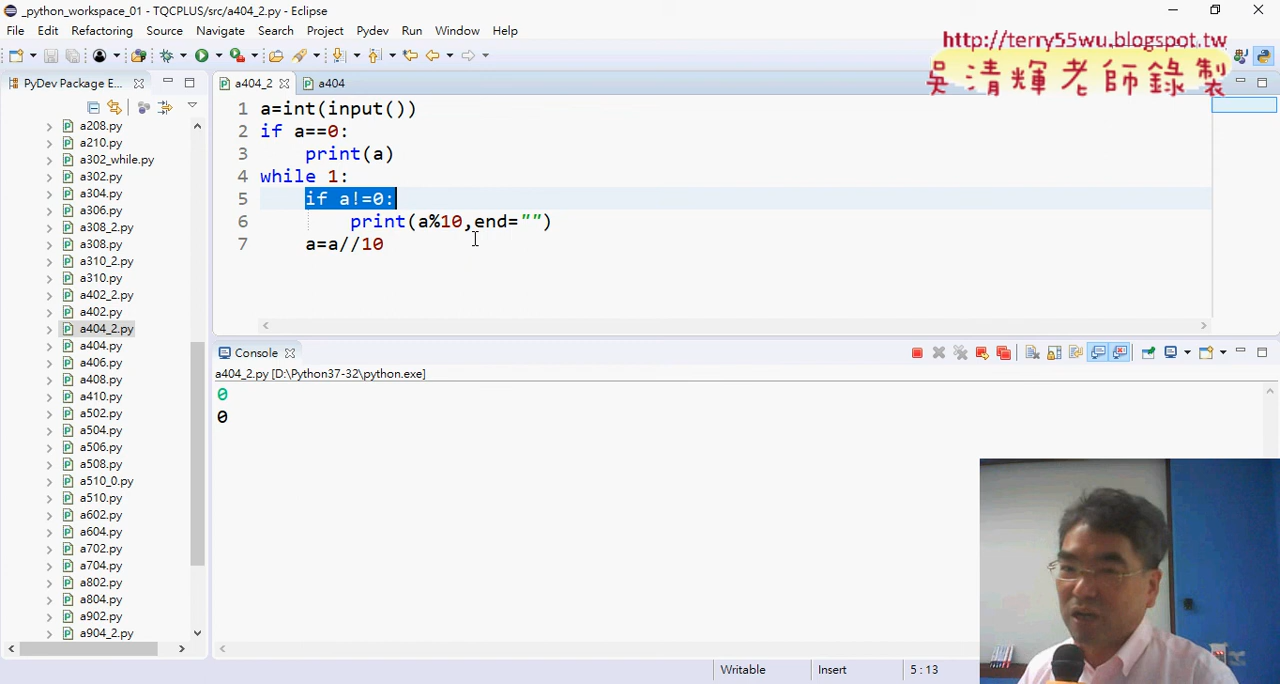 _python_workspace_01 - TQCPLUS/src/a404_2.py - Eclipse
File Edit Refactoring Source Navigate Search Project Pydev Run Window Help
http://terry55wu.blogspot.tw
吳清輝老師錄製
PyDev Package E...
a404_2
a404
1 a=int(input())
2 if a==0:
3 print(a)
4 while 1:
5 if a!=0:
6 print(a%10,end="")
7 a=a//10
a208.py
a210.py
a302_while.py
a302.py
a304.py
a306.py
a308_2.py
a308.py
a310_2.py
a310.py
a402_2.py
a402.py
a404_2.py
a404.py
a406.py
a408.py
a410.py
a502.py
a504.py
a506.py
a508.py
a510_0.py
a510.py
a602.py
a604.py
a702.py
a704.py
a802.py
a804.py
a902.py
a904_2.py
Console
a404_2.py [D:\Python37-32\python.exe]
0
0
Writable Insert 5 : 13